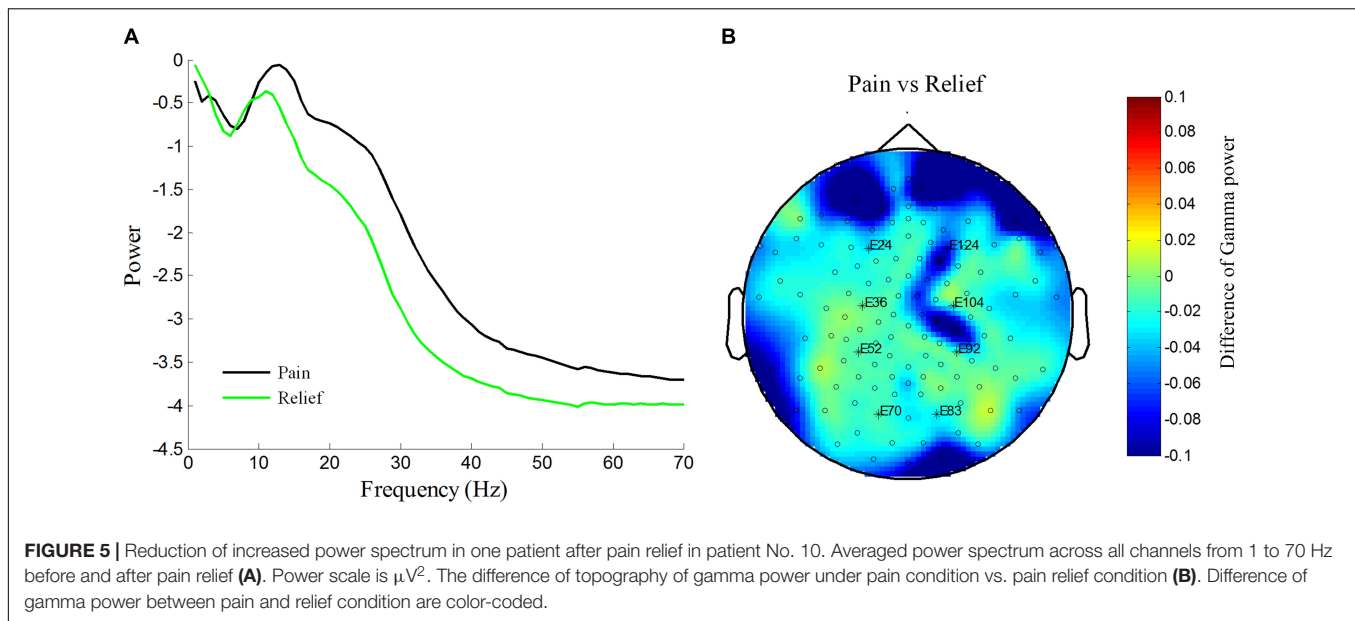 A
0
-0.5
-1
-1.5
-2
-2.5
-3
-3.5
-4
-4.5
Power
Pain
Relief
0 10 20 30 40 50 60 70
Frequency (Hz)
B
Pain vs Relief
E24 E124
E36 E104
E52 E92
E70 E83
0.1
0.08
0.06
0.04
0.02
0
-0.02
-0.04
-0.06
-0.08
-0.1
Difference of Gamma power
FIGURE 5 | Reduction of increased power spectrum in one patient after pain relief in patient No. 10. Averaged power spectrum across all channels from 1 to 70 Hz
before and after pain relief (A). Power scale is μV². The difference of topography of gamma power under pain condition vs. pain relief condition (B). Difference of
gamma power between pain and relief condition are color-coded.